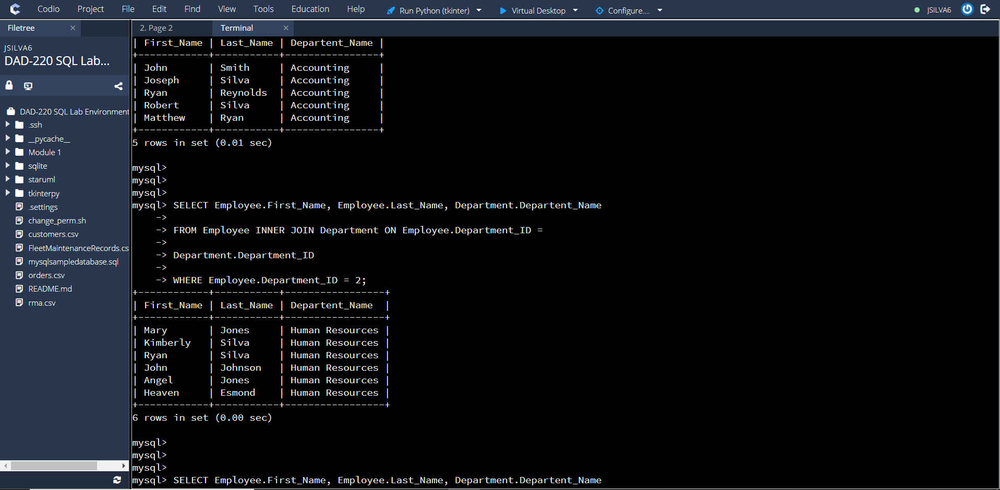 Codio Project File Edit Find View Tools Education Help Run Python (tkinter) Virtual Desktop Configure.... JSILVA6
Filetree ×
2. Page 2 Terminal ×
JSILVA6
DAD-220 SQL Lab...
DAD-220 SQL Lab Environment
.ssh
__pycache__
Module 1
sqlite
staruml
tkinterpy
.settings
change_perm.sh
customers.csv
FleetMaintenanceRecords.cs
mysqlsampledatabase.sql
orders.csv
README.md
rma.csv
| First_Name | Last_Name | Departent_Name |
+------------+-----------+----------------+
| John       | Smith     | Accounting     |
| Joseph     | Silva     | Accounting     |
| Ryan       | Reynolds  | Accounting     |
| Robert     | Silva     | Accounting     |
| Matthew    | Ryan      | Accounting     |
+------------+-----------+----------------+
5 rows in set (0.01 sec)
mysql>
mysql>
mysql>
mysql> SELECT Employee.First_Name, Employee.Last_Name, Department.Departent_Name
    ->
    -> FROM Employee INNER JOIN Department ON Employee.Department_ID =
    ->
    -> Department.Department_ID
    ->
    -> WHERE Employee.Department_ID = 2;
+------------+-----------+-----------------+
| First_Name | Last_Name | Departent_Name  |
+------------+-----------+-----------------+
| Mary       | Jones     | Human Resources |
| Kimberly   | Silva     | Human Resources |
| Ryan       | Silva     | Human Resources |
| John       | Johnson   | Human Resources |
| Angel      | Jones     | Human Resources |
| Heaven     | Esmond    | Human Resources |
+------------+-----------+-----------------+
6 rows in set (0.00 sec)
mysql>
mysql>
mysql>
mysql> SELECT Employee.First_Name, Employee.Last_Name, Department.Departent_Name